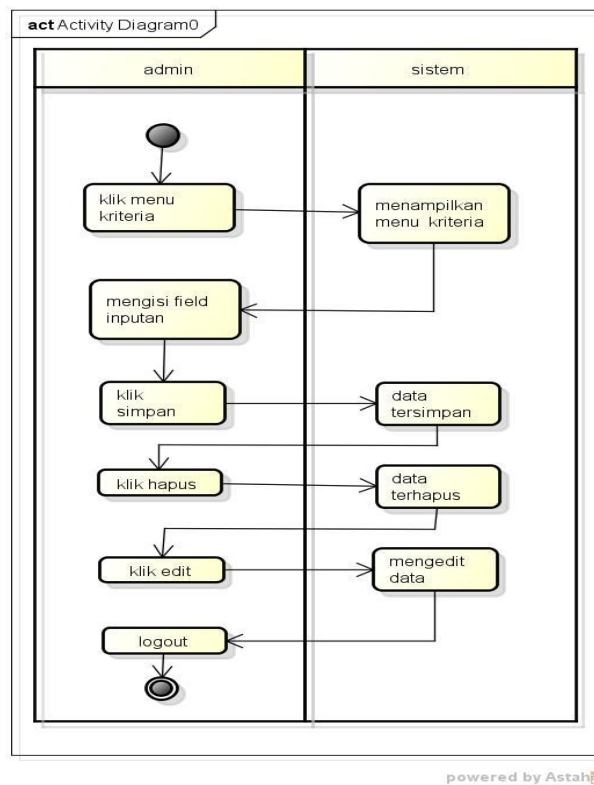 act Activity Diagram0
admin
sistem
klik menu
kriteria
menampilkan
menu kriteria
mengisi field
inputan
klik
simpan
data
tersimpan
klik hapus
data
terhapus
klik edit
mengedit
data
logout
powered by Astah